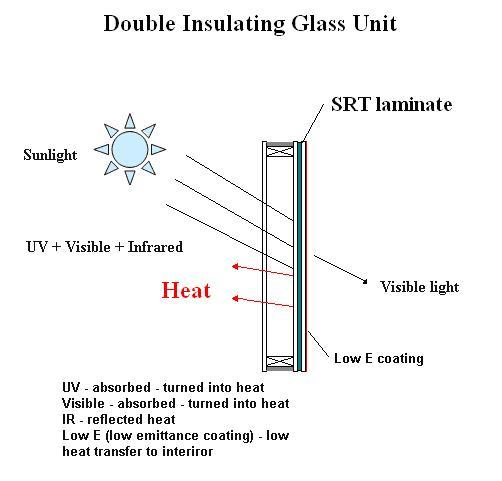 Double Insulating Glass Unit
SRT laminate
Sunlight
UV + Visible + Infrared
Heat
Visible light
Low E coating
UV - absorbed - turned into heat
Visible - absorbed - turned into heat
IR - reflected heat
Low E (low emittance coating) - low
heat transfer to interiror